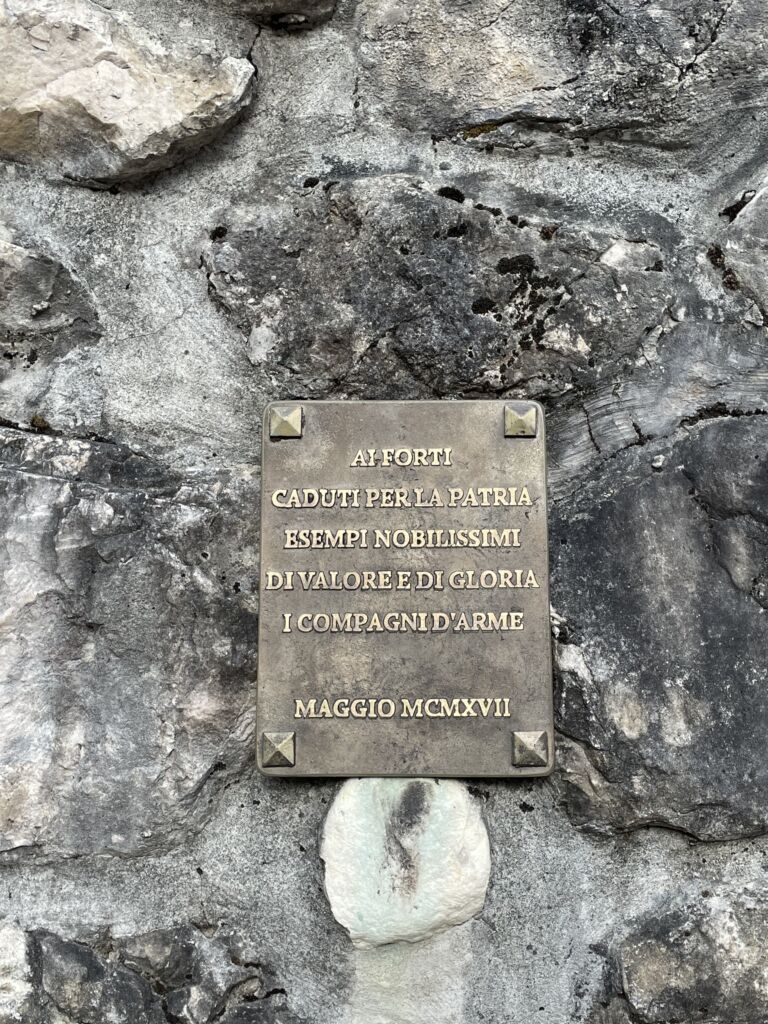 AI FORTI
CADUTI PER LA PATRIA
ESEMPI NOBILISSIMI
DI VALORE E DI GLORIA
I COMPAGNI D'ARME
MAGGIO MCMXVII